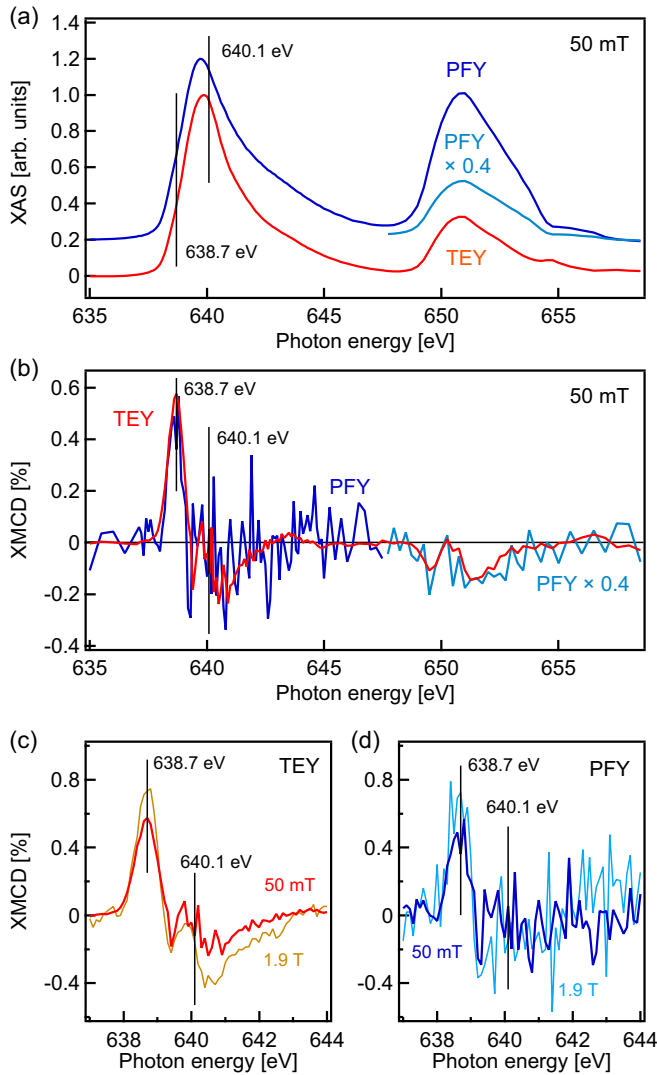 (a)
XAS [arb. units]
1.4
1.2
1.0
0.8
0.6
0.4
0.2
0
640.1 eV
50 mT
PFY
PFY
× 0.4
638.7 eV
TEY
635
640
645
650
655
Photon energy [eV]
(b)
XMCD [%]
0.6
0.4
0.2
0
-0.2
-0.4
TEY
638.7 eV
640.1 eV
50 mT
PFY
PFY × 0.4
635
640
645
650
655
Photon energy [eV]
(c)
XMCD [%]
0.8
0.4
0
-0.4
638.7 eV
TEY
640.1 eV
50 mT
1.9 T
638
640
642
644
Photon energy [eV]
(d)
XMCD [%]
0.8
0.4
0
-0.4
638.7 eV
PFY
640.1 eV
50 mT
1.9 T
638
640
642
644
Photon energy [eV]